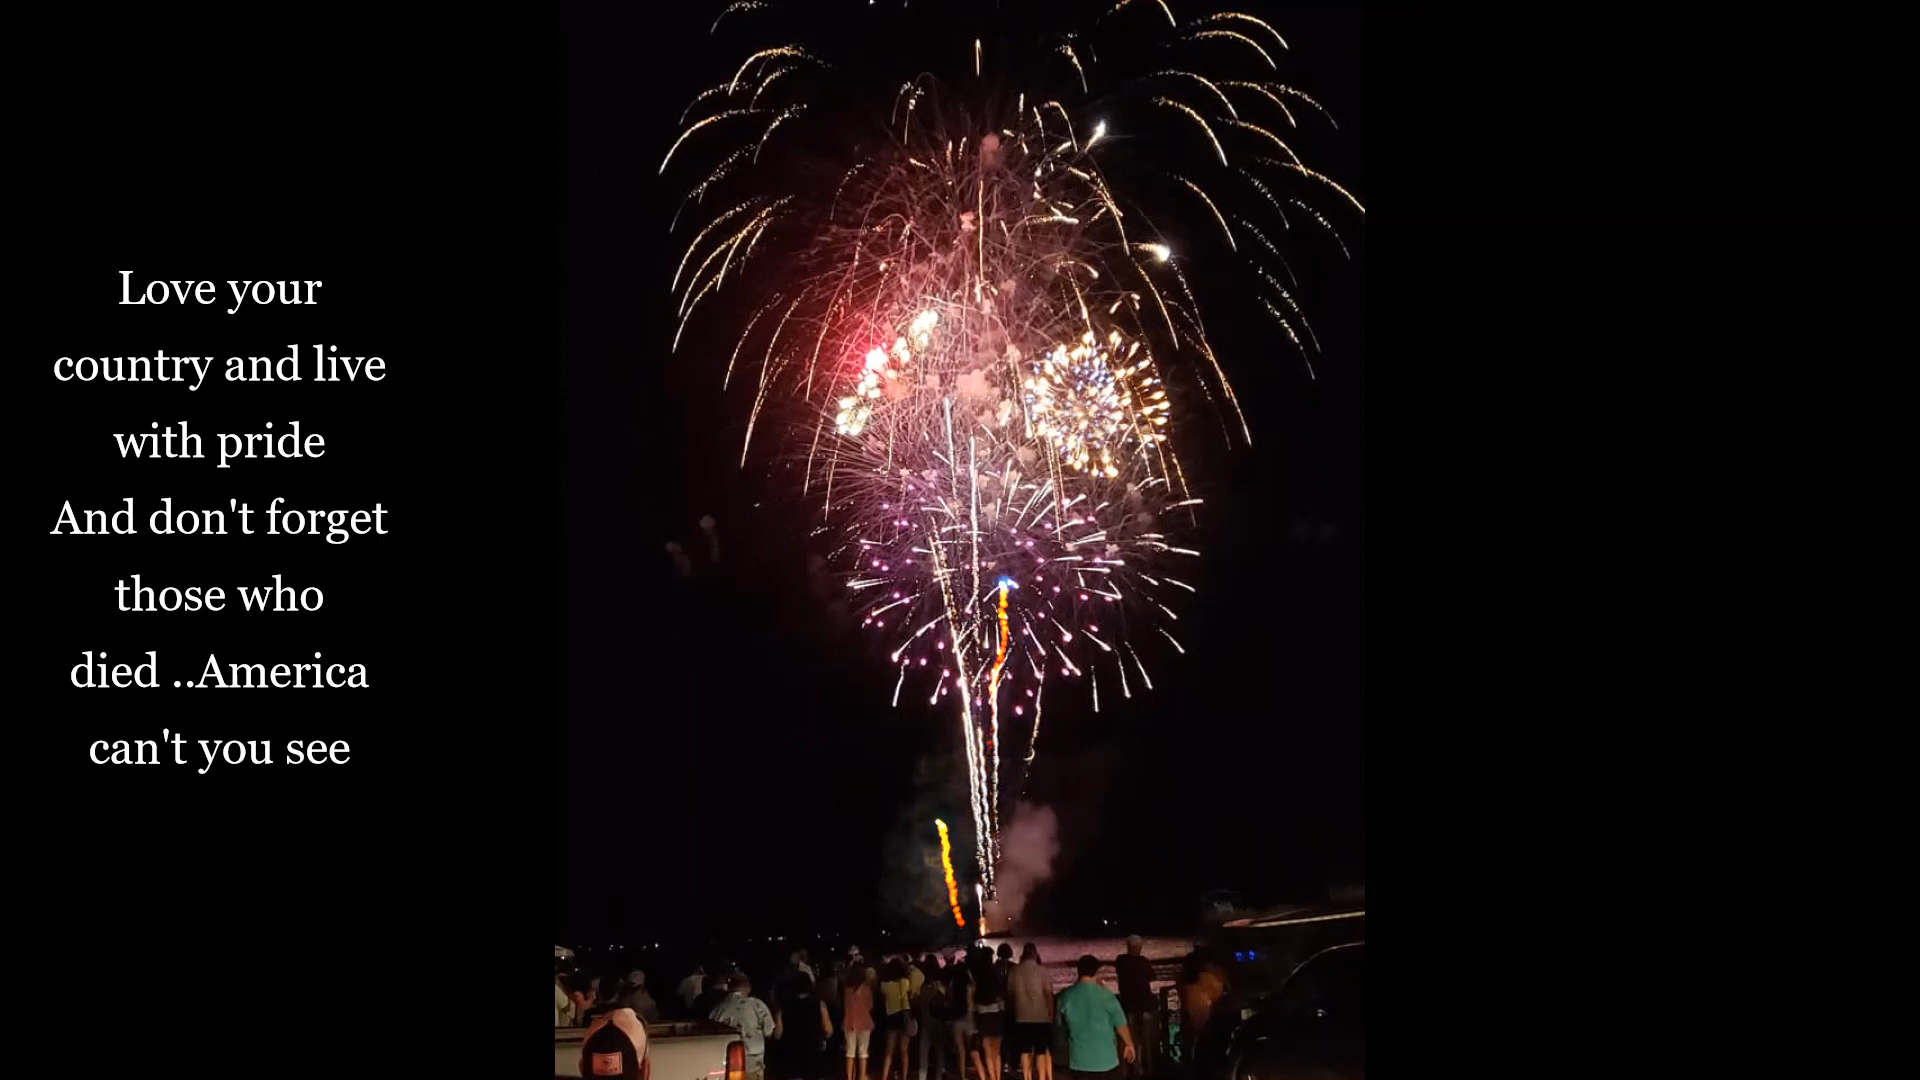 Love your
country and live
with pride
And don't forget
those who
died ..America
can't you see